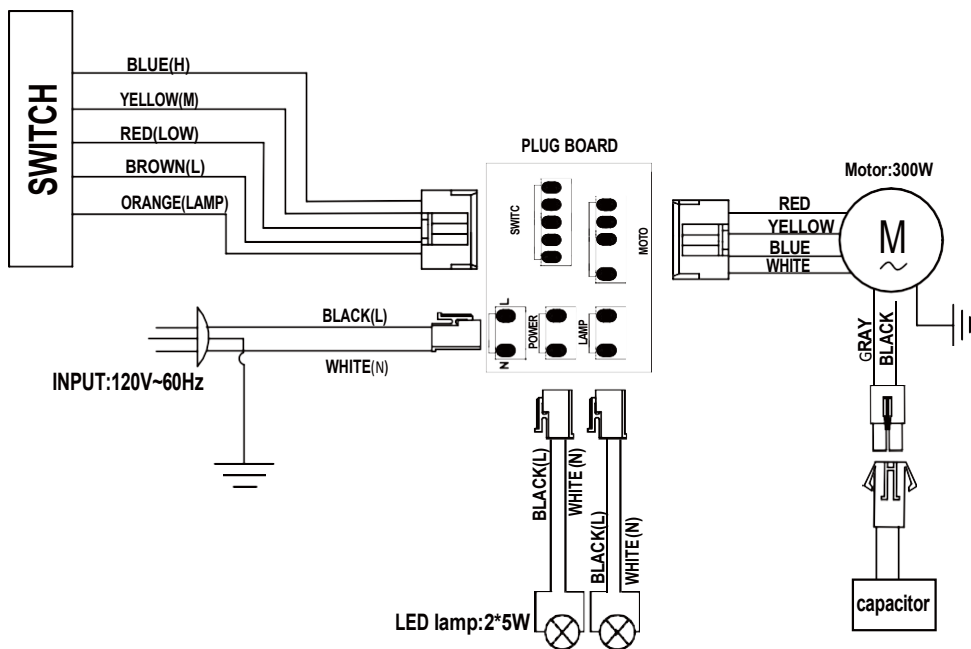 SWITCH
BLUE(H)
YELLOW(M)
RED(LOW)
BROWN(L)
ORANGE(LAMP)
PLUG BOARD
SWITC
MOTO
L
N
POWER
LAMP
Motor:300W
RED
YELLOW
BLUE
WHITE
M
~
GRAY
BLACK
BLACK(L)
WHITE(N)
INPUT:120V~60Hz
BLACK(L)
WHITE(N)
BLACK(L)
WHITE(N)
LED lamp:2*5W
capacitor